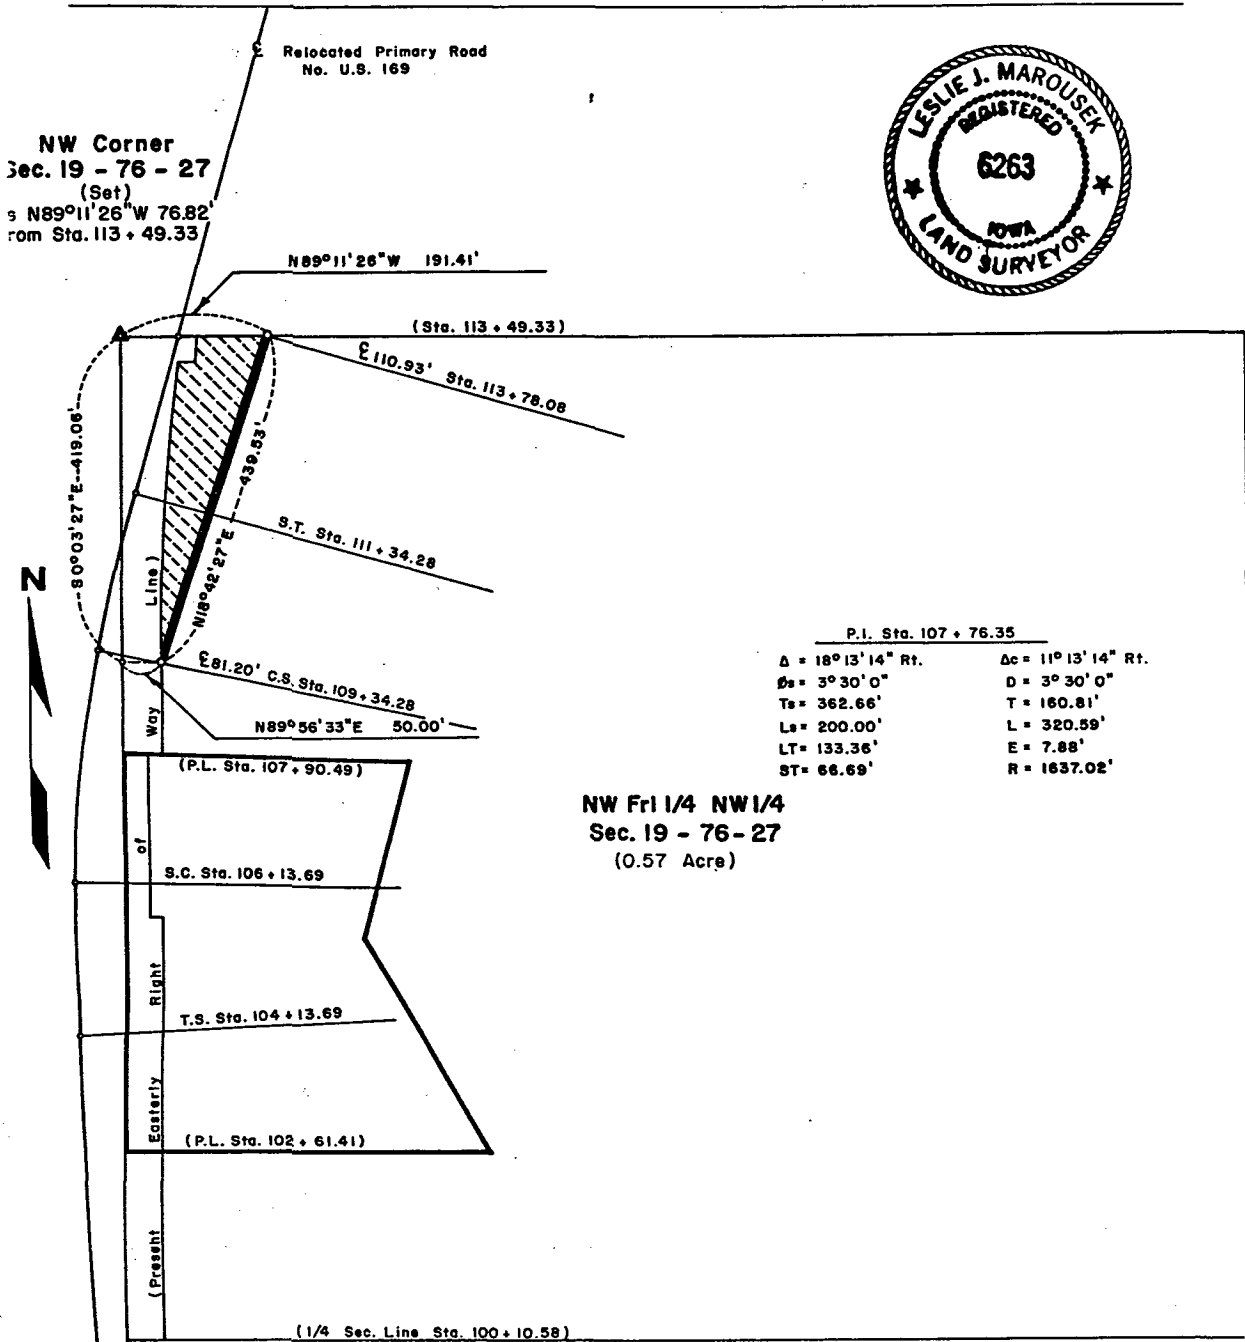 ℄ Relocated Primary Road
No. U.S. 169
LESLIE J. MAROUSEK
REGISTERED
6263
IOWA
LAND SURVEYOR
NW Corner
Sec. 19 - 76 - 27
(Set)
s N89°11'26"W 76.82'
rom Sta. 113 + 49.33
N89°11'26"W 191.41'
(Sta. 113 + 49.33)
℄ 110.93' Sta. 113 + 78.08
S0°03'27"E--419.06'
N18°42'27"E 439.53'
S.T. Sta. 111 + 34.28
N
℄ 81.20' C.S. Sta. 109 + 34.28
N89°56'33"E 50.00'
(P.L. Sta. 107 + 90.49)
P.I. Sta. 107 + 76.35
Δ = 18°13'14" Rt. Δc = 11°13'14" Rt.
Øs = 3°30'0" D = 3°30'0"
Ts = 362.66' T = 160.81'
Ls = 200.00' L = 320.59'
LT = 133.36' E = 7.88'
ST = 66.69' R = 1637.02'
NW Frl 1/4 NW 1/4
Sec. 19 - 76 - 27
(0.57 Acre)
S.C. Sta. 106 + 13.69
T.S. Sta. 104 + 13.69
(P.L. Sta. 102 + 61.41)
(Present Easterly Right of Way Line)
(1/4 Sec. Line Sta. 100 + 10.58)